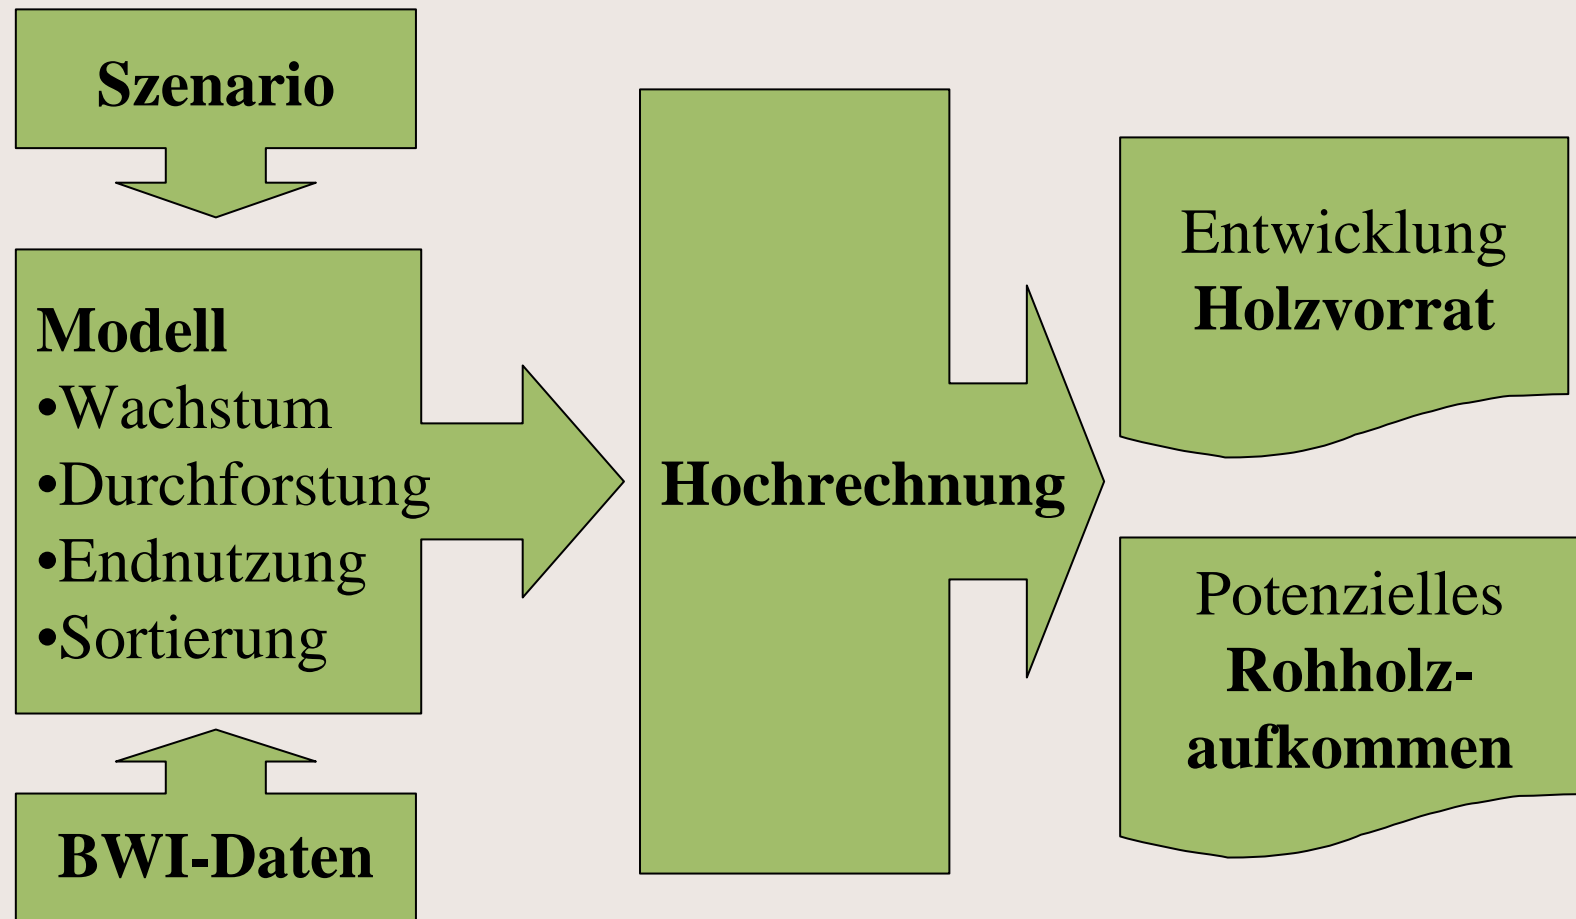 Szenario
Modell
•Wachstum
•Durchforstung
•Endnutzung
•Sortierung
BWI-Daten
Hochrechnung
Entwicklung
Holzvorrat
Potenzielles
Rohholz-
aufkommen